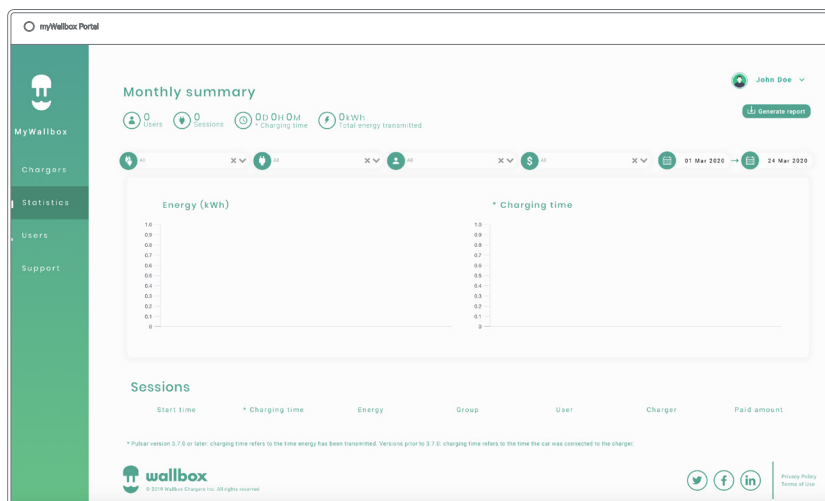 myWallbox Portal
John Doe
Monthly summary
Generate report
0 Users
0 Sessions
0D 0H 0M
* Charging time
0kWh
Total energy transmitted
MyWallbox
Chargers
Statistics
Users
Support
All
All
All
All
01 Mar 2020 → 24 Mar 2020
Energy (kWh)
1.0
0.9
0.8
0.7
0.6
0.5
0.4
0.3
0.2
0.1
0
* Charging time
1.0
0.9
0.8
0.7
0.6
0.5
0.4
0.3
0.2
0.1
0
Sessions
Start time * Charging time Energy Group User Charger Paid amount
* Pulsar version 3.7.0 or later: charging time refers to the time energy has been transmitted. Versions prior to 3.7.0: charging time refers to the time the car was connected to the charger.
wallbox
© 2019 Wallbox Chargers Inc. All rights reserved
Privacy Policy
Terms of Use